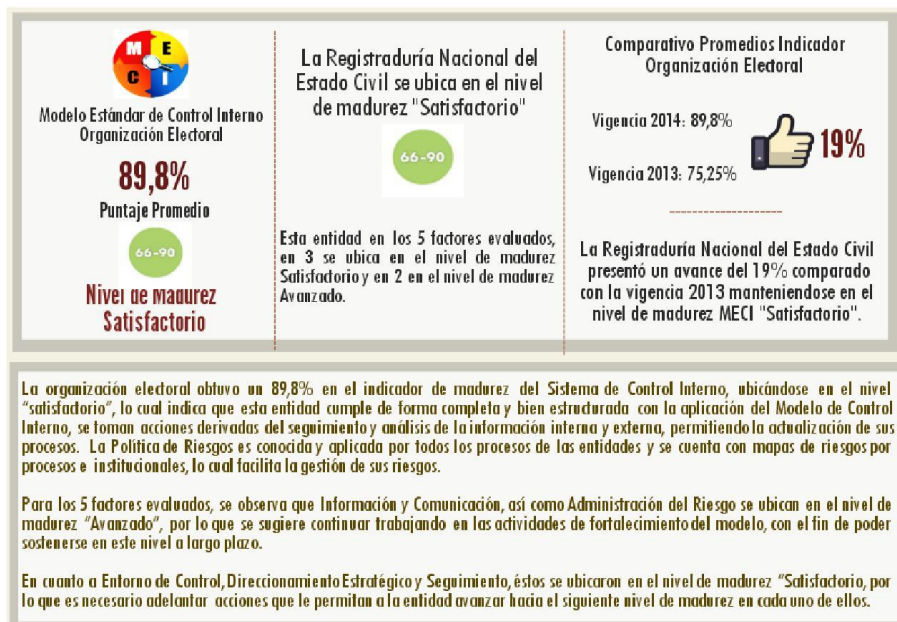 M E
C I
Modelo Estándar de Control Interno
Organización Electoral
89,8%
Puntaje Promedio
66-90
Nivel de Madurez
Satisfactorio
La Registraduría Nacional del
Estado Civil se ubica en el nivel
de madurez "Satisfactorio"
66-90
Esta entidad en los 5 factores evaluados,
en 3 se ubica en el nivel de madurez
Satisfactorio y en 2 en el nivel de madurez
Avanzado.
Comparativo Promedios Indicador
Organización Electoral
Vigencia 2014: 89,8%
19%
Vigencia 2013: 75,25%
La Registraduría Nacional del Estado Civil
presentó un avance del 19% comparado
con la vigencia 2013 manteniendose en el
nivel de madurez MECI "Satisfactorio".
La organización electoral obtuvo un 89,8% en el indicador de madurez del Sistema de Control Interno, ubicándose en el nivel
"satisfactorio", lo cual indica que esta entidad cumple de forma completa y bien estructurada con la aplicación del Modelo de Control
Interno, se toman acciones derivadas del seguimiento y análisis de la información interna y externa, permitiendo la actualización de sus
procesos. La Política de Riesgos es conocida y aplicada por todos los procesos de las entidades y se cuenta con mapas de riesgos por
procesos e institucionales, lo cual facilita la gestión de sus riesgos.
Para los 5 factores evaluados, se observa que Información y Comunicación, así como Administración del Riesgo se ubican en el nivel de
madurez "Avanzado", por lo que se sugiere continuar trabajando en las actividades de fortalecimiento del modelo, con el fin de poder
sostenerse en este nivel a largo plazo.
En cuanto a Entorno de Control, Direccionamiento Estratégico y Seguimiento, éstos se ubicaron en el nivel de madurez "Satisfactorio, por
lo que es necesario adelantar acciones que le permitan a la entidad avanzar hacia el siguiente nivel de madurez en cada uno de ellos.